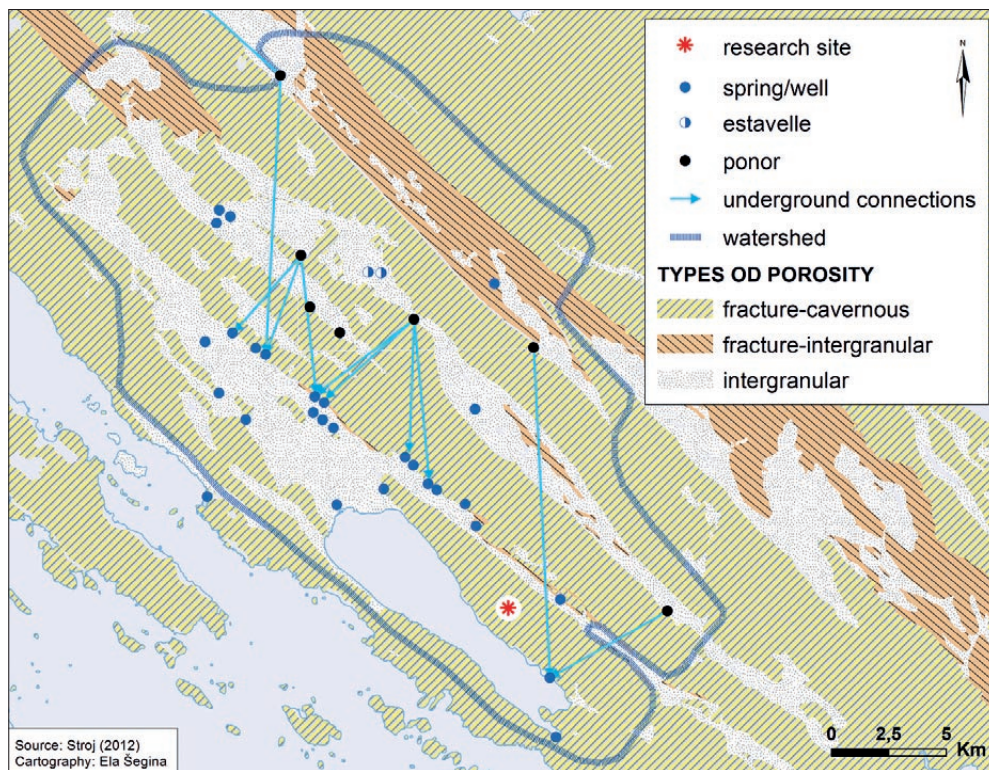 research site
spring/well
estavelle
ponor
underground connections
watershed
TYPES OD POROSITY
fracture-cavernous
fracture-intergranular
intergranular
N
Source: Stroj (2012)
Cartography: Ela Šegina
0 2,5 5
Km